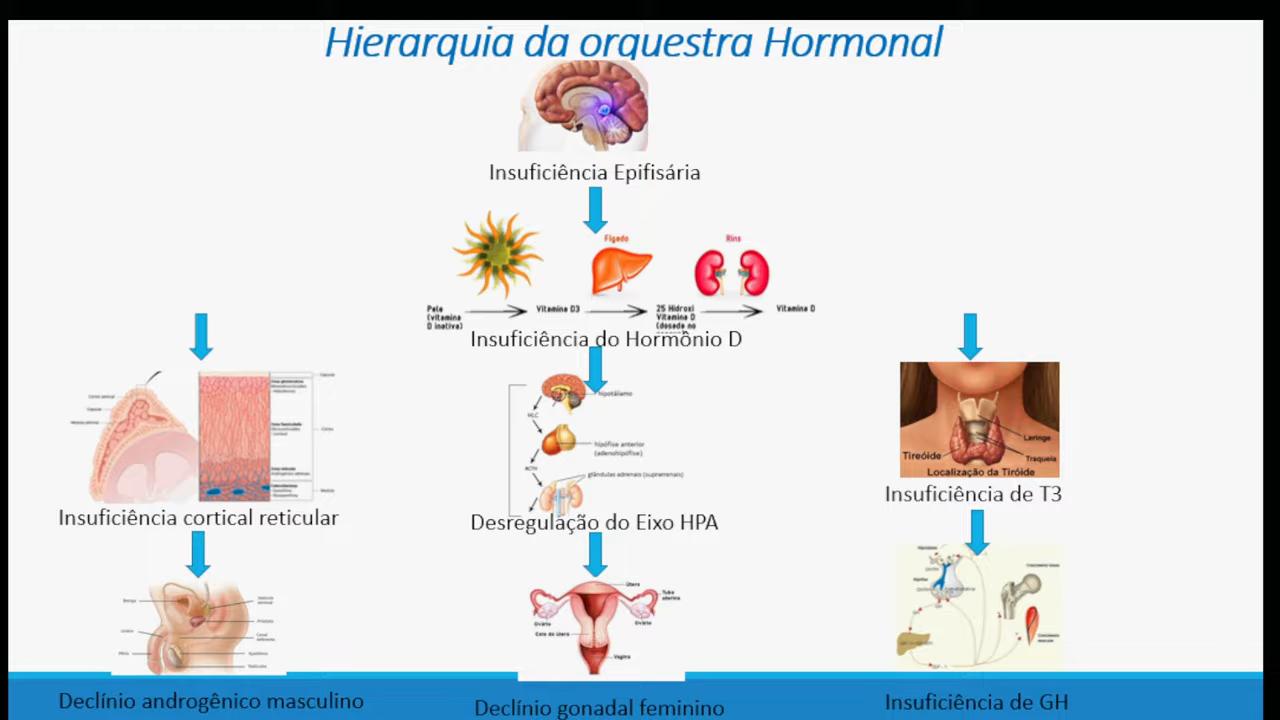 Hierarquia da orquestra Hormonal
Insuficiência Epifisária
Fígado
Rins
Pele
(vitamina
D inativa)
Vitamina D3
25 Hidroxi
Vitamina D
(dosado no
Vitamina D
Insuficiência do Hormônio D
hipotálamo
hipófise anterior
(adenohipófise)
ACTH
glândulas adrenais (suprarrenais)
Desregulação do Eixo HPA
Insuficiência cortical reticular
Tireóide
Laringe
Traqueia
Localização da Tiróide
Insuficiência de T3
Útero
Tuba
uterina
Ovário
Ovário
Colo do útero
Vagina
Próstata
Declínio androgênico masculino
Declínio gonadal feminino
Insuficiência de GH